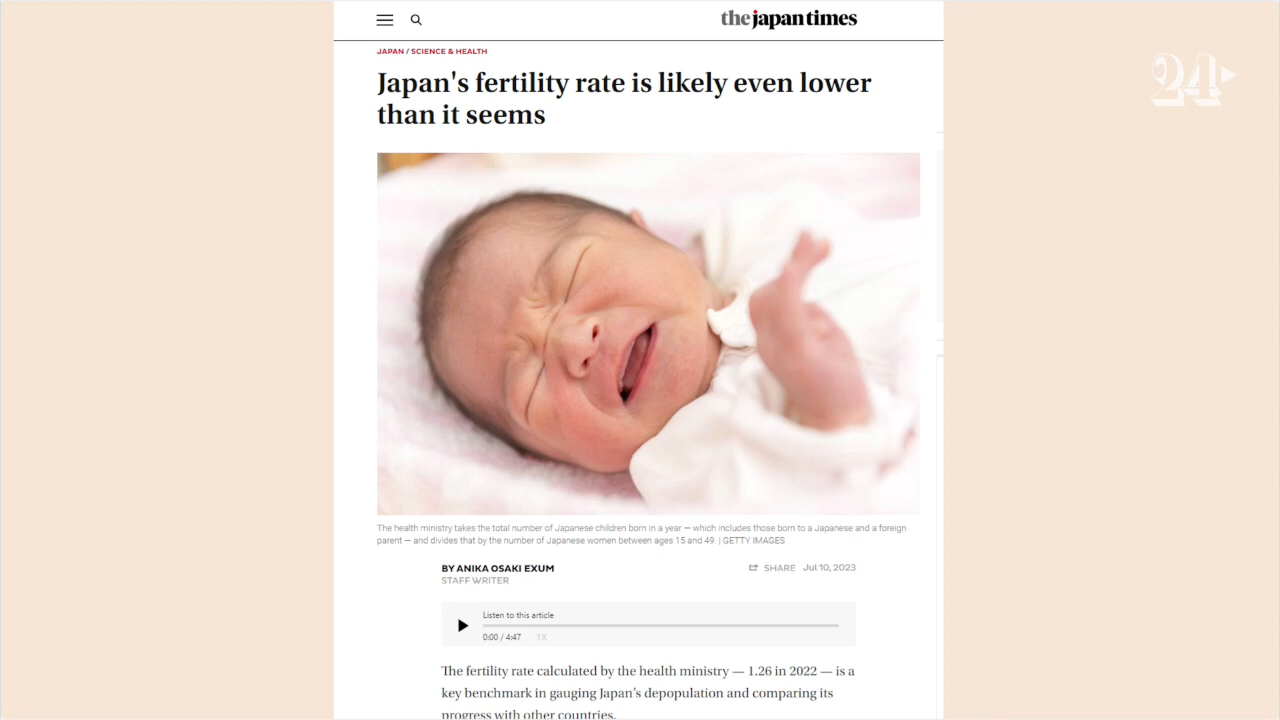 the japan times
24
JAPAN / SCIENCE & HEALTH
Japan's fertility rate is likely even lower
than it seems
The health ministry takes the total number of Japanese children born in a year — which includes those born to a Japanese and a foreign
parent — and divides that by the number of Japanese women between ages 15 and 49. | GETTY IMAGES
BY ANIKA OSAKI EXUM
SHARE Jul 10, 2023
STAFF WRITER
Listen to this article
0:00 / 4:47 1X
The fertility rate calculated by the health ministry — 1.26 in 2022 — is a
key benchmark in gauging Japan's depopulation and comparing its
progress with other countries.